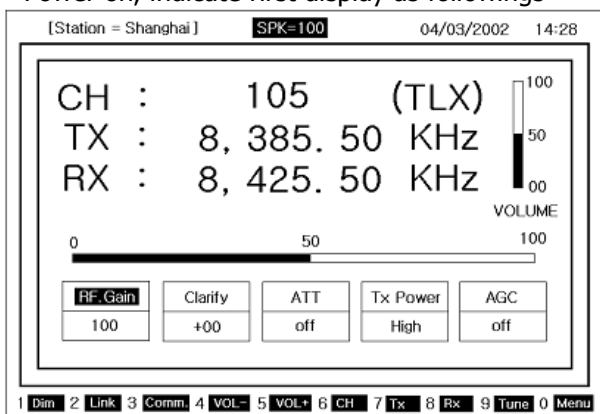 Power on, indicate first display as followings
[Station = Shanghai] SPK=100 04/03/2002 14:28
CH : 105 (TLX)
TX : 8, 385. 50 KHz
RX : 8, 425. 50 KHz
100
50
00
VOLUME
0 50 100
RF.Gain Clarify ATT Tx Power AGC
100 +00 off High off
1 Dim 2 Link 3 Comm. 4 VOL- 5 VOL+ 6 CH 7 Tx 8 Rx 9 Tune 0 Menu